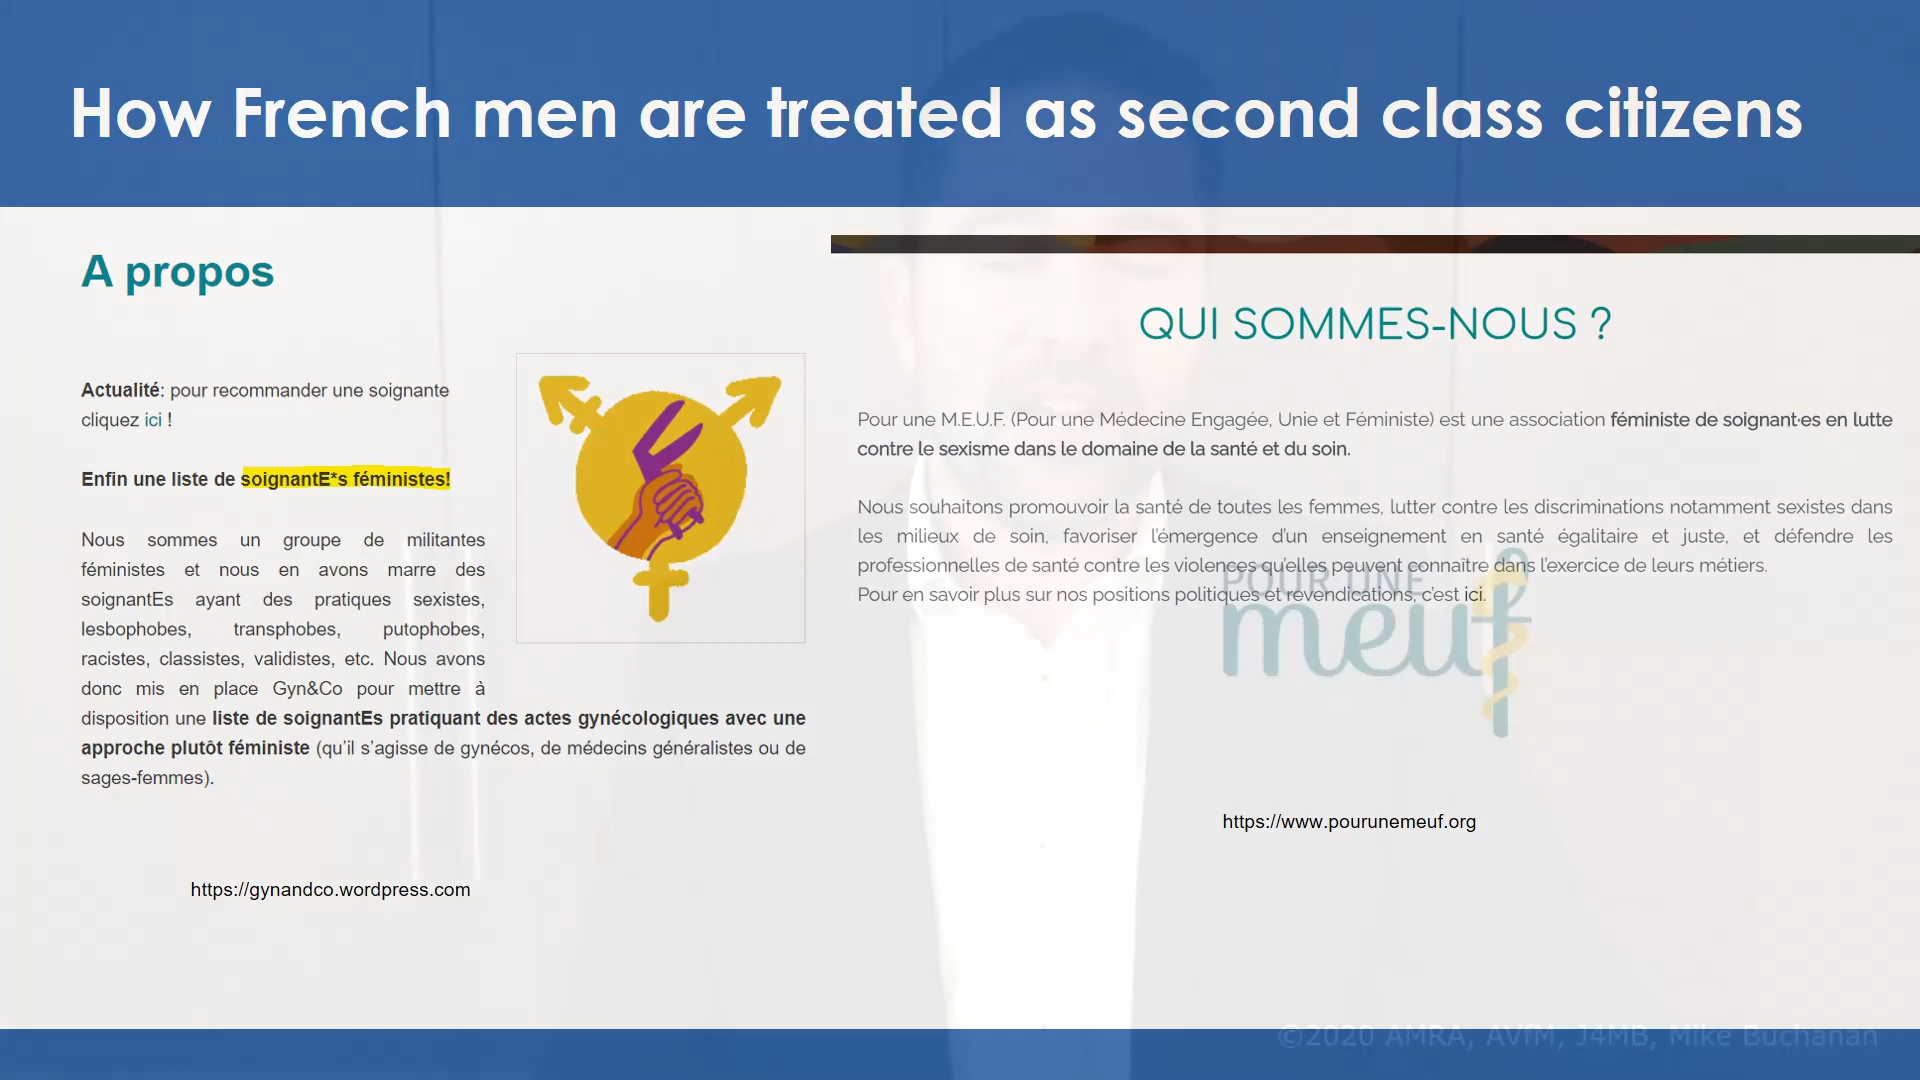 How French men are treated as second class citizens
A propos
Actualité: pour recommander une soignante
cliquez ici !
Enfin une liste de soignantE*s féministes!
Nous sommes un groupe de militantes
féministes et nous en avons marre des
soignantEs ayant des pratiques sexistes,
lesbophobes, transphobes, putophobes,
racistes, classistes, validistes, etc. Nous avons
donc mis en place Gyn&Co pour mettre à
disposition une liste de soignantEs pratiquant des actes gynécologiques avec une
approche plutôt féministe (qu'il s'agisse de gynécos, de médecins généralistes ou de
sages-femmes).
https://gynandco.wordpress.com
QUI SOMMES-NOUS ?
Pour une M.E.U.F. (Pour une Médecine Engagée, Unie et Féministe) est une association féministe de soignant·es en lutte
contre le sexisme dans le domaine de la santé et du soin.
Nous souhaitons promouvoir la santé de toutes les femmes, lutter contre les discriminations notamment sexistes dans
les milieux de soin, favoriser l'émergence d'un enseignement en santé égalitaire et juste, et défendre les
professionnelles de santé contre les violences qu'elles peuvent connaître dans l'exercice de leurs métiers.
Pour en savoir plus sur nos positions politiques et revendications, c'est ici.
POUR UNE
meuf
https://www.pourunemeuf.org
©2020 AMRA, AVfM, J4MB, Mike Buchanan